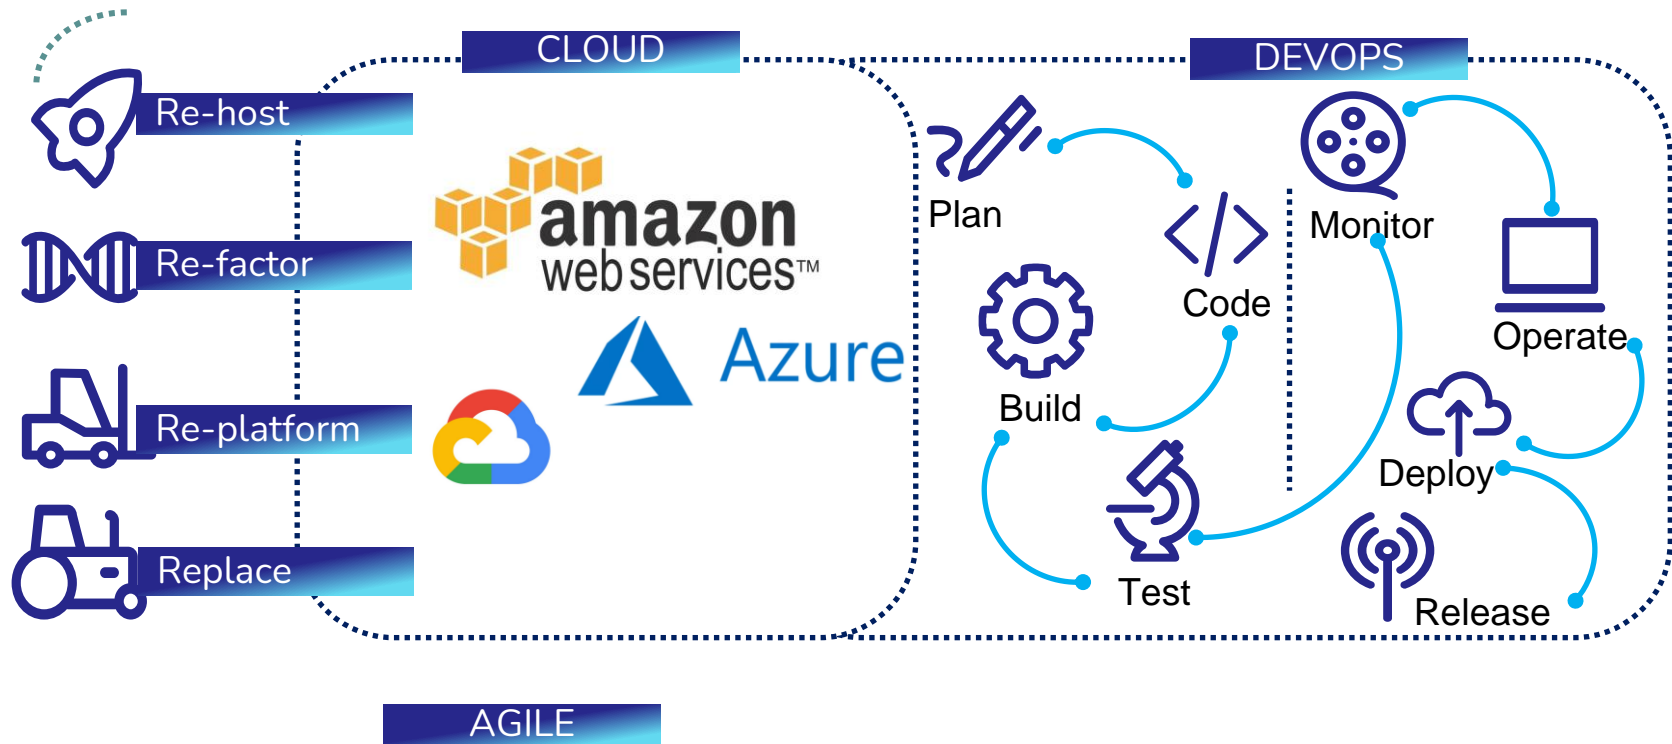 CLOUD
DEVOPS
Re-host
Re-factor
Re-platform
Replace
amazon
web services™
Azure
Plan
Code
Build
Test
Monitor
Operate
Deploy
Release
AGILE